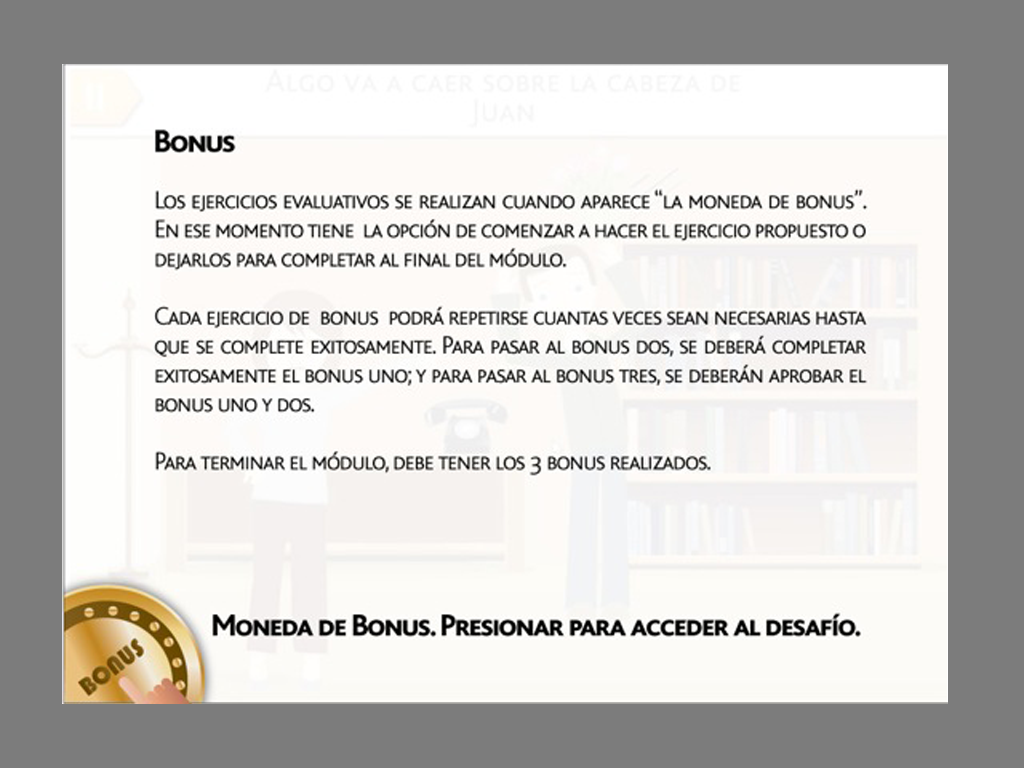 Algo va a caer sobre la cabeza de
Juan
Bonus
Los ejercicios evaluativos se realizan cuando aparece “la moneda de bonus”.
En ese momento tiene la opción de comenzar a hacer el ejercicio propuesto o
dejarlos para completar al final del módulo.
Cada ejercicio de bonus podrá repetirse cuantas veces sean necesarias hasta
que se complete exitosamente. Para pasar al bonus dos, se deberá completar
exitosamente el bonus uno; y para pasar al bonus tres, se deberán aprobar el
bonus uno y dos.
Para terminar el módulo, debe tener los 3 bonus realizados.
Moneda de Bonus. Presionar para acceder al desafío.
BONUS